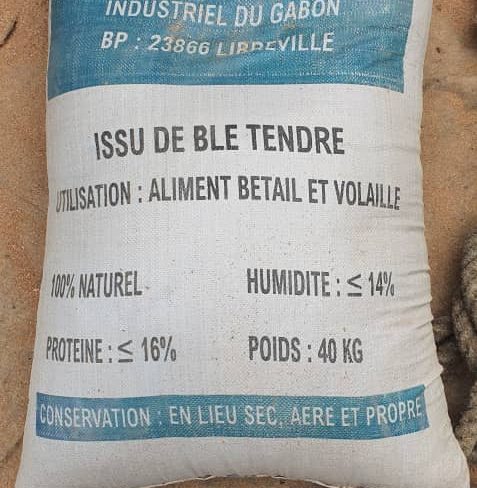 INDUSTRIEL DU GABON
BP : 23866 LIBREVILLE
ISSU DE BLE TENDRE
UTILISATION : ALIMENT BETAIL ET VOLAILLE
100% NATUREL
HUMIDITE : ≤ 14%
PROTEINE : ≤ 16%
POIDS : 40 KG
CONSERVATION : EN LIEU SEC, AERE ET PROPRE